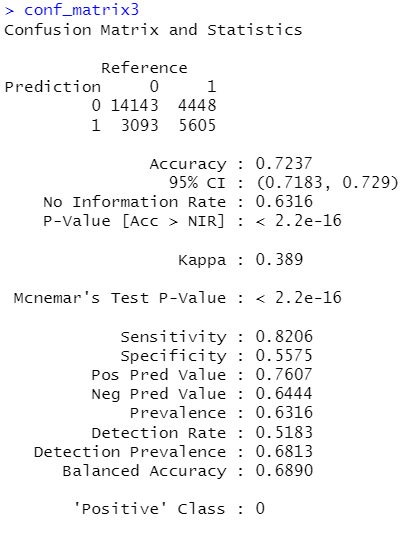 > conf_matrix3
Confusion Matrix and Statistics
Reference
Prediction 0 1
0 14143 4448
1 3093 5605
Accuracy : 0.7237
95% CI : (0.7183, 0.729)
No Information Rate : 0.6316
P-Value [Acc > NIR] : < 2.2e-16
Kappa : 0.389
Mcnemar's Test P-Value : < 2.2e-16
Sensitivity : 0.8206
Specificity : 0.5575
Pos Pred Value : 0.7607
Neg Pred Value : 0.6444
Prevalence : 0.6316
Detection Rate : 0.5183
Detection Prevalence : 0.6813
Balanced Accuracy : 0.6890
'Positive' Class : 0